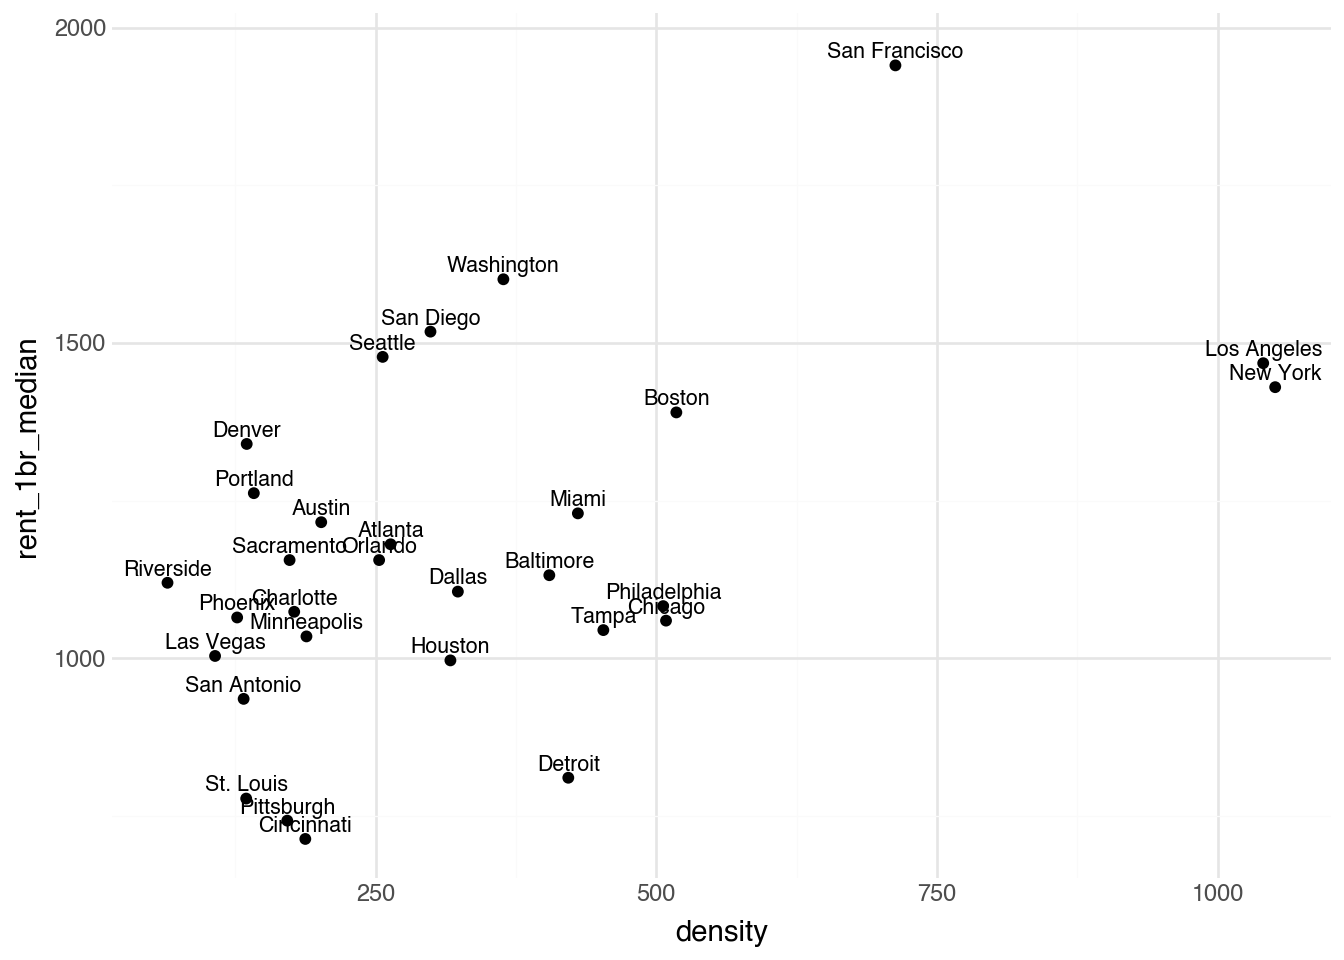 2000
San Francisco
Washington
San Diego
Seattle
1500
Los Angeles
New York
Boston
Denver
Portland
Miami
Austin
Atlanta
Sacramento
Orlando
Baltimore
Riverside
Dallas
Philadelphia
Charlotte
Phoenix
Chicago
Tampa
Minneapolis
Las Vegas
Houston
1000
San Antonio
Detroit
St. Louis
Pittsburgh
Cincinnati
rent_1br_median
250 500 750 1000
density